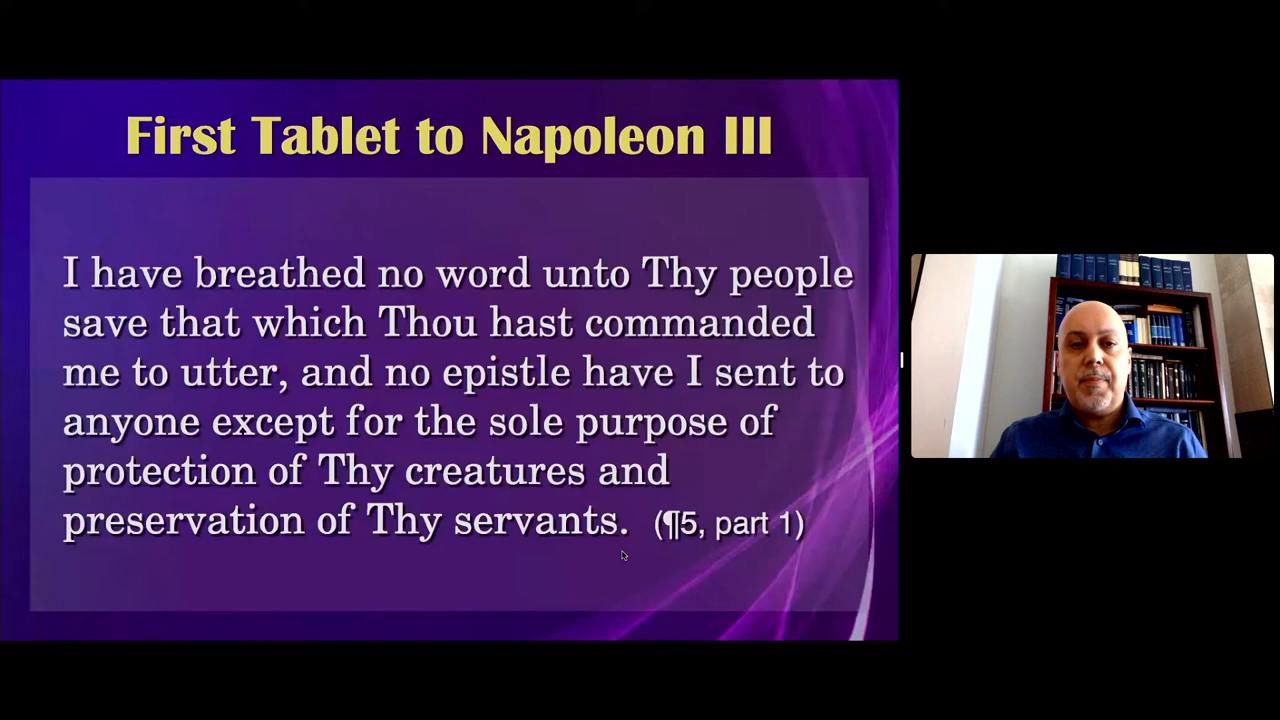 First Tablet to Napoleon III
I have breathed no word unto Thy people
save that which Thou hast commanded
me to utter, and no epistle have I sent to
anyone except for the sole purpose of
protection of Thy creatures and
preservation of Thy servants. (¶5, part 1)